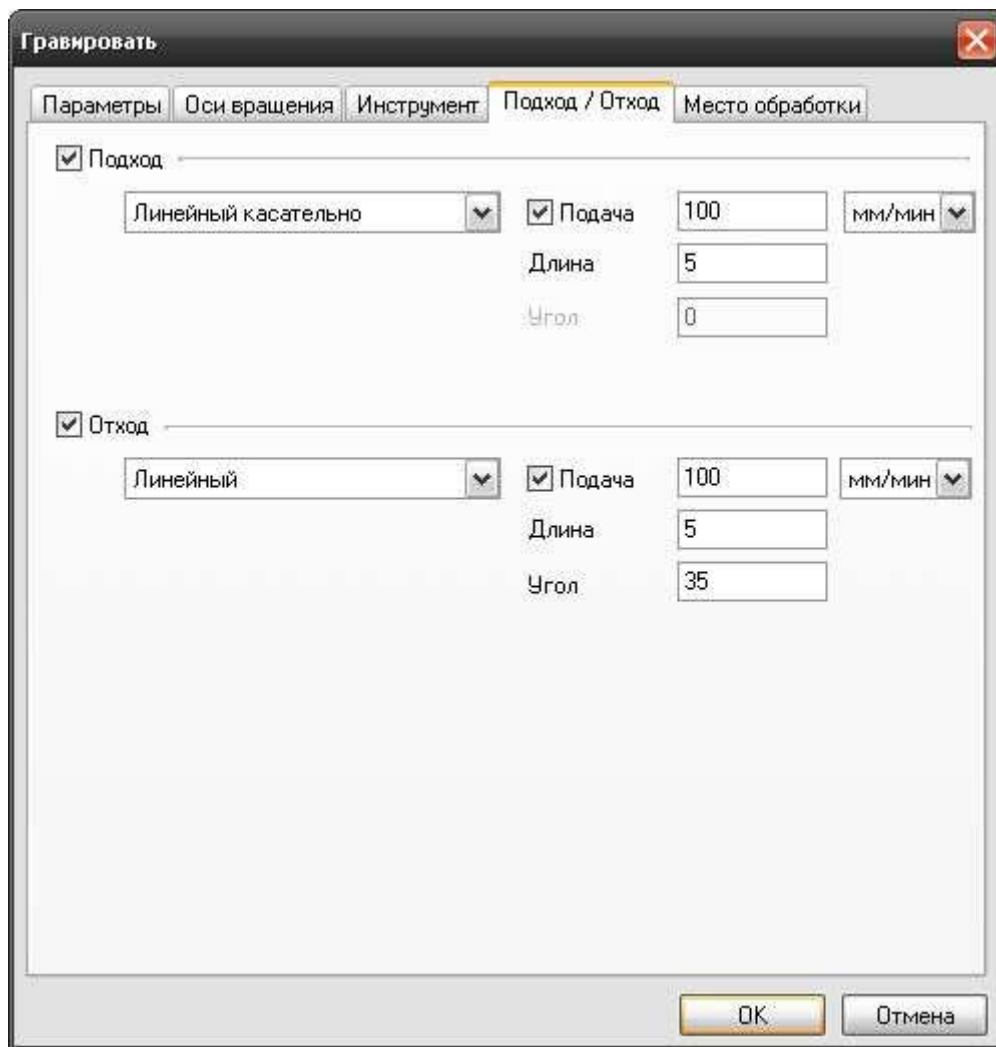 Гравировать
Параметры Оси вращения Инструмент Подход / Отход Место обработки
Подход
Линейный касательно Подача 100 мм/мин
Длина 5
Угол 0
Отход
Линейный Подача 100 мм/мин
Длина 5
Угол 35
OK Отмена